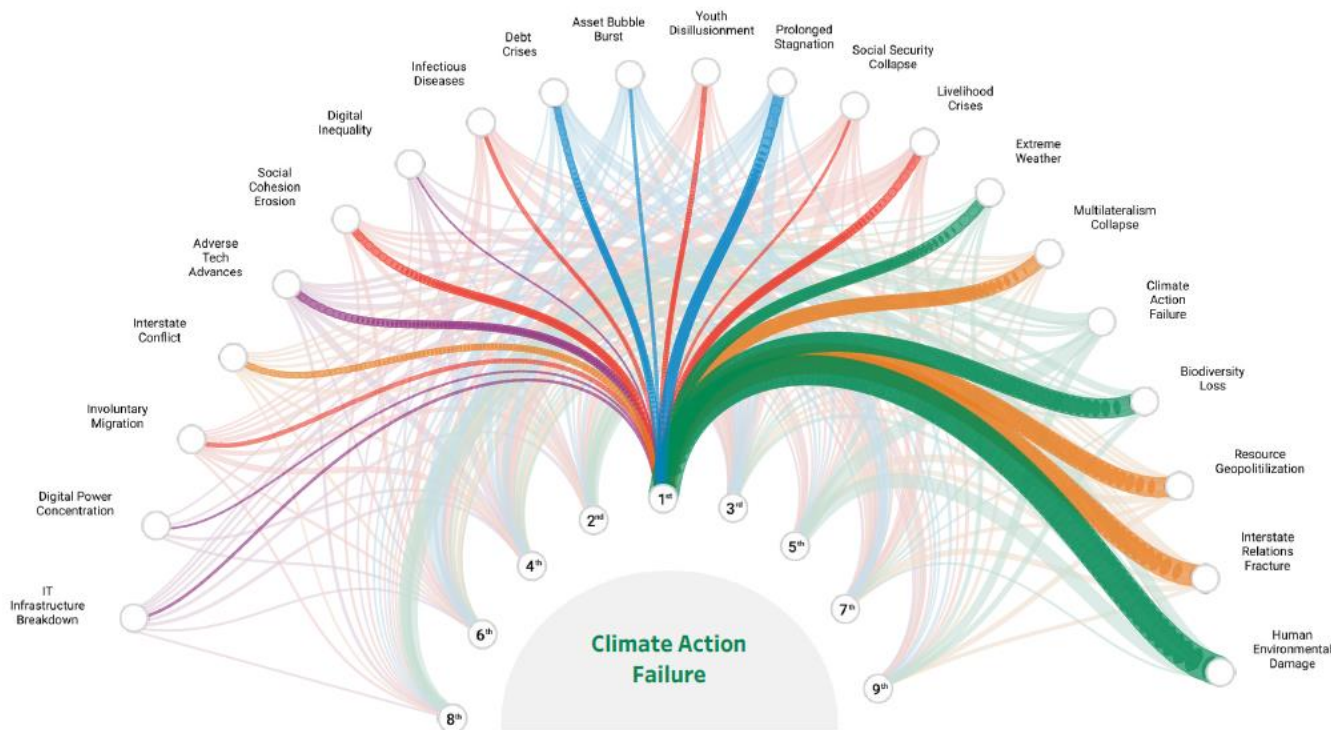 Youth
Disillusionment
Asset Bubble
Burst
Prolonged
Stagnation
Debt
Crises
Social Security
Collapse
Infectious
Diseases
Livelihood
Crises
Digital
Inequality
Extreme
Weather
Social
Cohesion
Erosion
Multilateralism
Collapse
Adverse
Tech
Advances
Climate
Action
Failure
Interstate
Conflict
Biodiversity
Loss
Involuntary
Migration
Resource
Geopolitilization
Digital Power
Concentration
Interstate
Relations
Fracture
IT
Infrastructure
Breakdown
Human
Environmental
Damage
1st
2nd
3rd
4th
5th
6th
7th
8th
9th
Climate Action
Failure